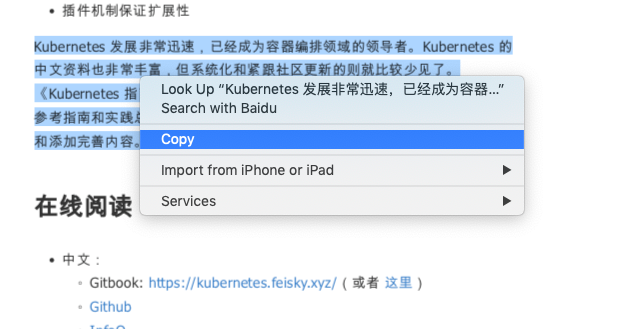 插件机制保证扩展性
Kubernetes 发展非常迅速，已经成为容器编排领域的领导者。Kubernetes 的
中文资料也非常丰富，但系统化和紧跟社区更新的则就比较少见了。
《Kubernetes 指
参考指南和实践
和添加完善内容。
Look Up “Kubernetes 发展非常迅速，已经成为容器...”
Search with Baidu
Copy
Import from iPhone or iPad
Services
在线阅读
中文：
Gitbook: https://kubernetes.feisky.xyz/ ( 或者 这里 )
Github
InfoQ